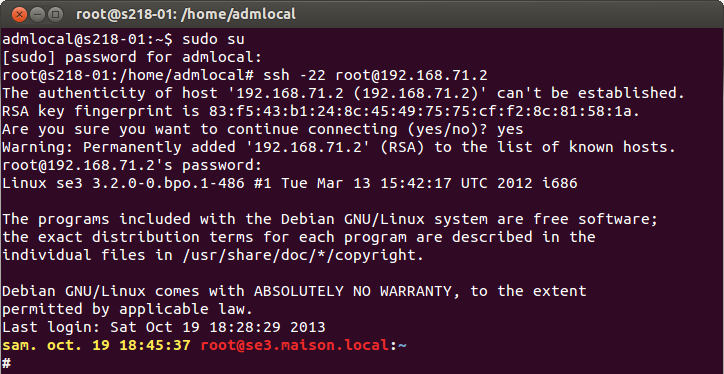 root@s218-01: /home/admlocal
admlocal@s218-01:~$ sudo su
[sudo] password for admlocal:
root@s218-01:/home/admlocal# ssh -22 root@192.168.71.2
The authenticity of host '192.168.71.2 (192.168.71.2)' can't be established.
RSA key fingerprint is 83:f5:43:b1:24:8c:45:49:75:75:cf:f2:8c:81:58:1a.
Are you sure you want to continue connecting (yes/no)? yes
Warning: Permanently added '192.168.71.2' (RSA) to the list of known hosts.
root@192.168.71.2's password:
Linux se3 3.2.0-0.bpo.1-486 #1 Tue Mar 13 15:42:17 UTC 2012 i686
The programs included with the Debian GNU/Linux system are free software;
the exact distribution terms for each program are described in the
individual files in /usr/share/doc/*/copyright.
Debian GNU/Linux comes with ABSOLUTELY NO WARRANTY, to the extent
permitted by applicable law.
Last login: Sat Oct 19 18:28:29 2013
sam. oct. 19 18:45:37 root@se3.maison.local:~
#